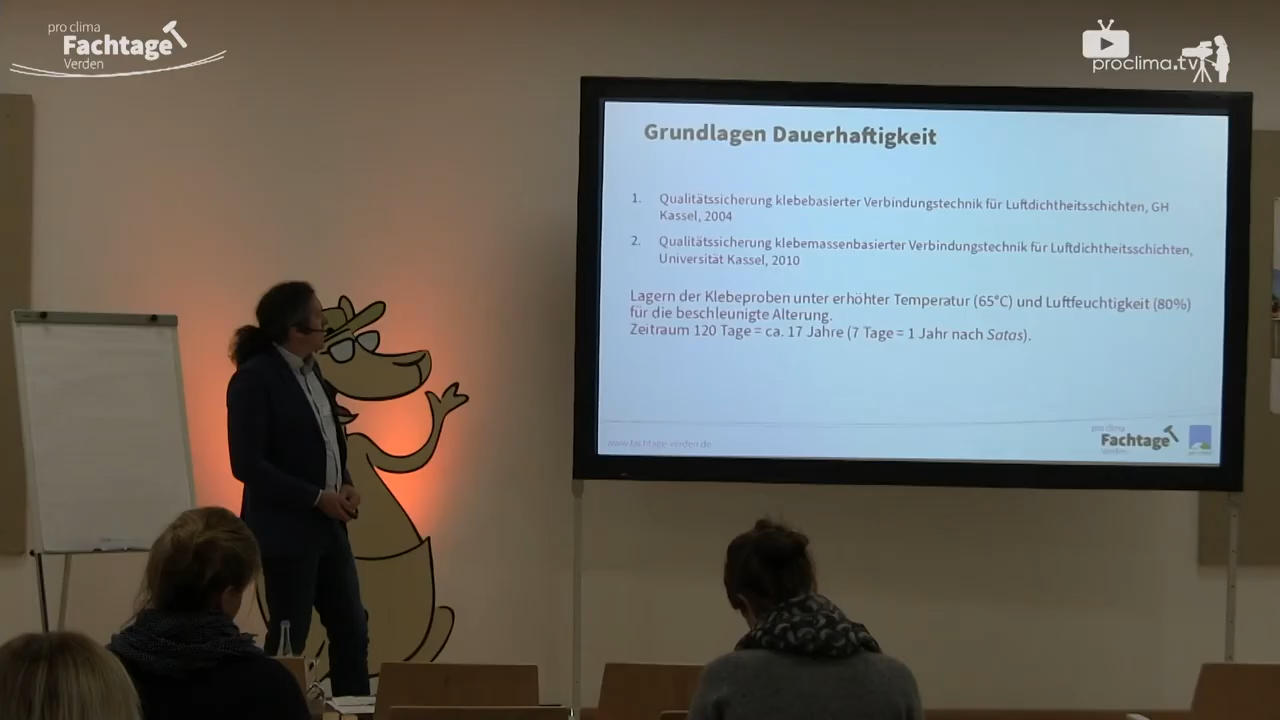 pro clima
Fachtage
Verden
proclima.tv
Grundlagen Dauerhaftigkeit
1. Qualitätssicherung klebebasierter Verbindungstechnik für Luftdichtheitsschichten, GH
Kassel, 2004
2. Qualitätssicherung klebemassenbasierter Verbindungstechnik für Luftdichtheitsschichten,
Universität Kassel, 2010
Lagern der Klebeproben unter erhöhter Temperatur (65°C) und Luftfeuchtigkeit (80%)
für die beschleunigte Alterung.
Zeitraum 120 Tage = ca. 17 Jahre (7 Tage = 1 Jahr nach Satas).
www.fachtage-verden.de
pro clima
Fachtage
Verden